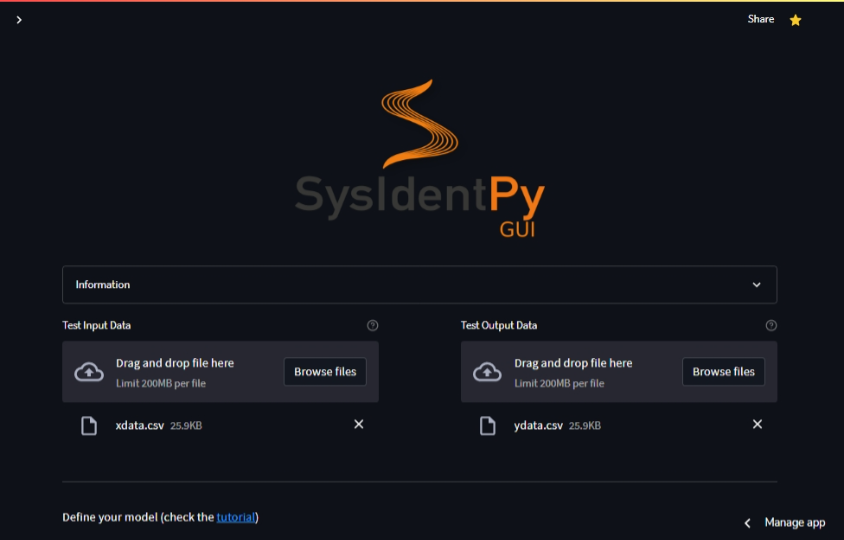 Share
SysIdentPy
GUI
Information
Test Input Data
Test Output Data
Drag and drop file here
Limit 200MB per file
Browse files
Drag and drop file here
Limit 200MB per file
Browse files
xdata.csv 25.9KB
ydata.csv 25.9KB
Define your model (check the tutorial)
Manage app